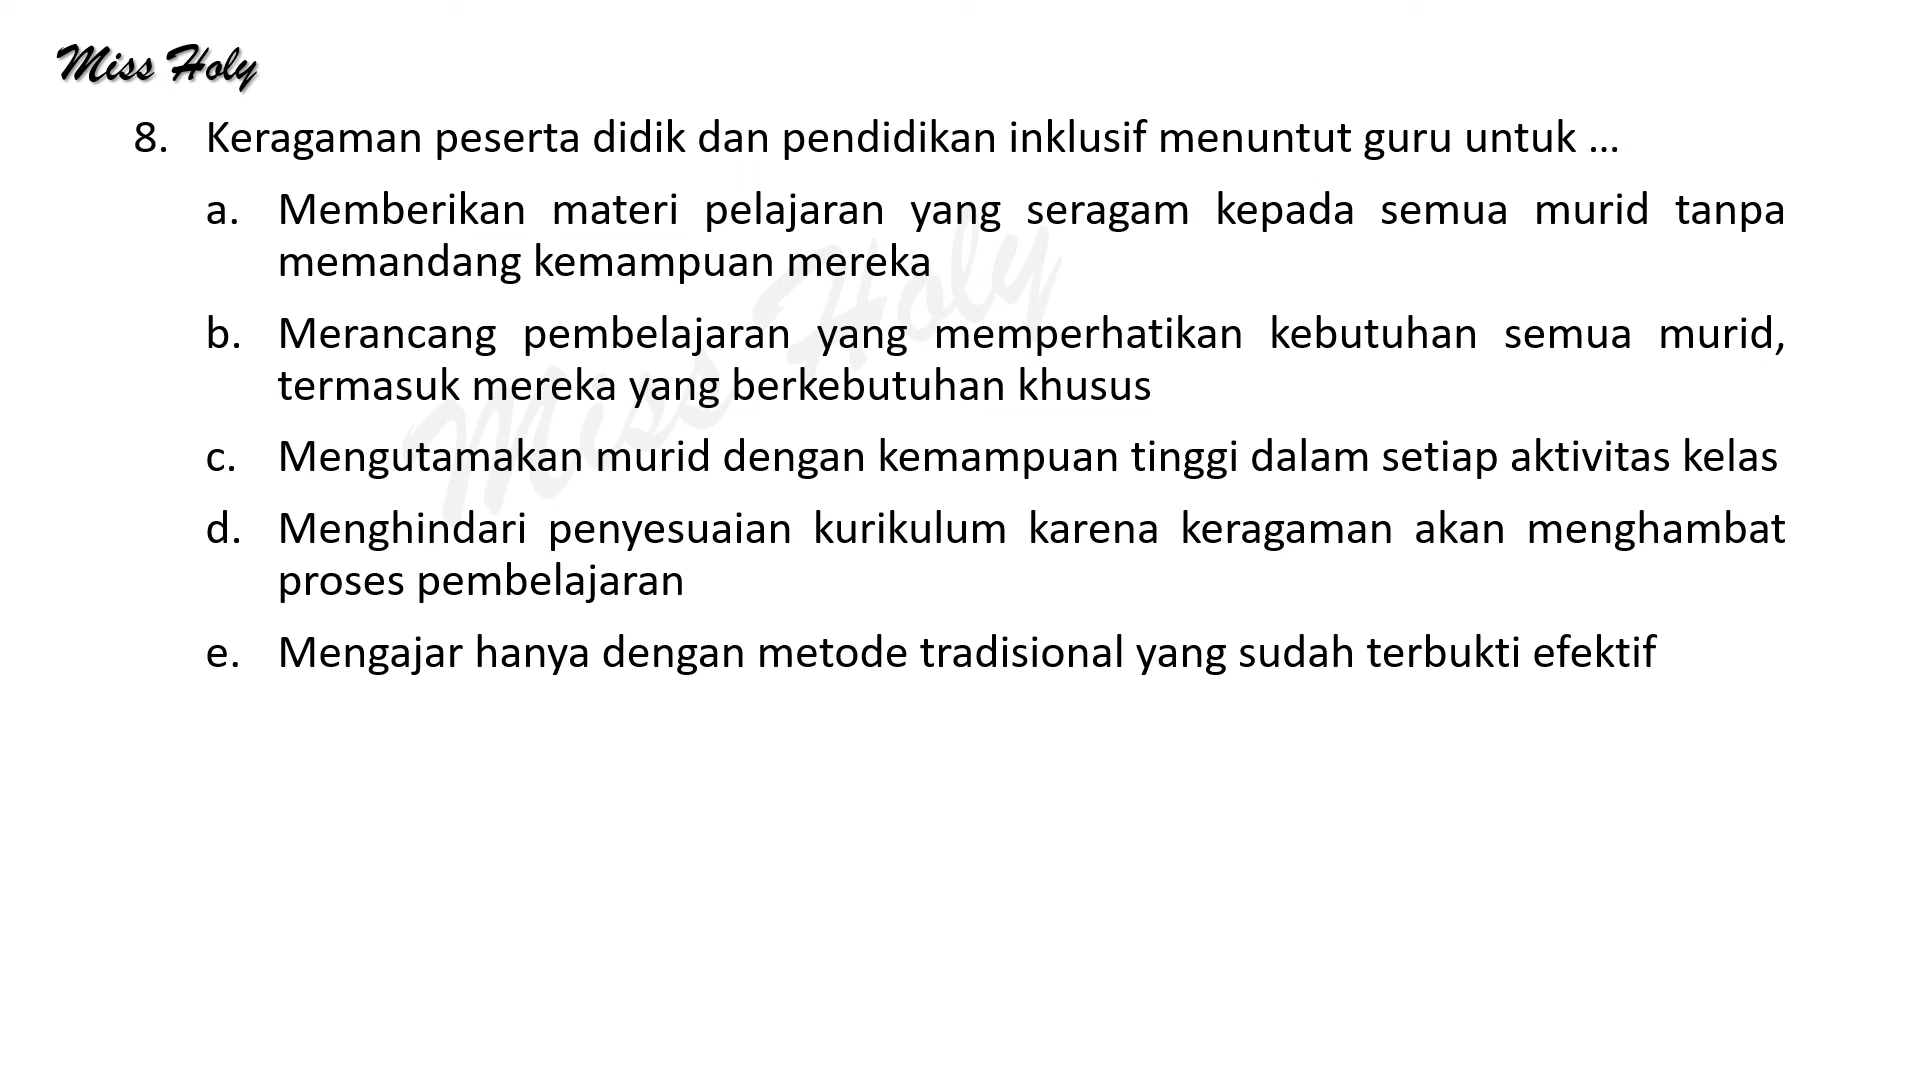 Miss Holy
8. Keragaman peserta didik dan pendidikan inklusif menuntut guru untuk ...
a. Memberikan materi pelajaran yang seragam kepada semua murid tanpa
memandang kemampuan mereka
b. Merancang pembelajaran yang memperhatikan kebutuhan semua murid,
termasuk mereka yang berkebutuhan khusus
c. Mengutamakan murid dengan kemampuan tinggi dalam setiap aktivitas kelas
d. Menghindari penyesuaian kurikulum karena keragaman akan menghambat
proses pembelajaran
e. Mengajar hanya dengan metode tradisional yang sudah terbukti efektif
Miss Holy